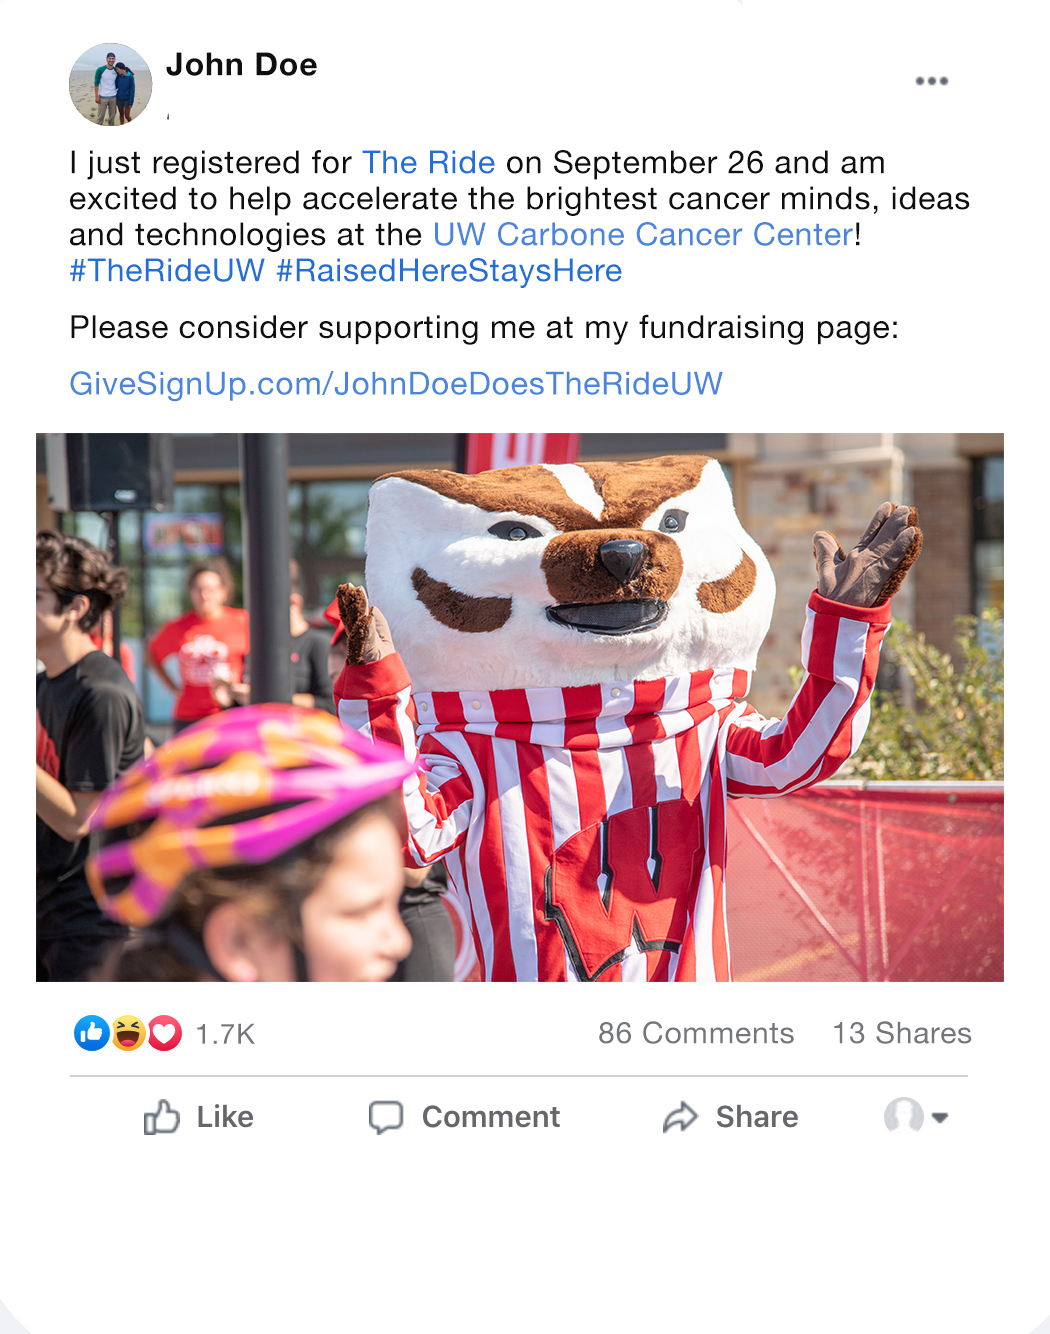 John Doe
I just registered for The Ride on September 26 and am
excited to help accelerate the brightest cancer minds, ideas
and technologies at the UW Carbone Cancer Center!
#TheRideUW #RaisedHereStaysHere
Please consider supporting me at my fundraising page:
GiveSignUp.com/JohnDoeDoesTheRideUW
W
1.7K
86 Comments
13 Shares
Like
Comment
Share